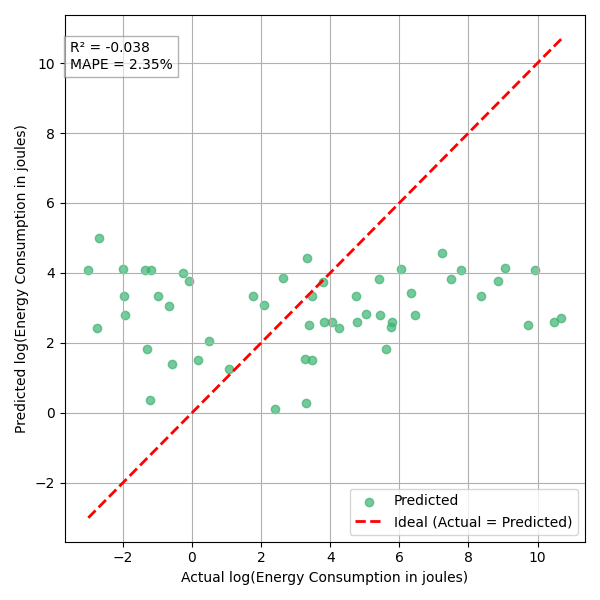 R² = -0.038
MAPE = 2.35%
Predicted log(Energy Consumption in joules)
10
8
6
4
2
0
−2
−2
0
2
4
6
8
10
Predicted
Ideal (Actual = Predicted)
Actual log(Energy Consumption in joules)